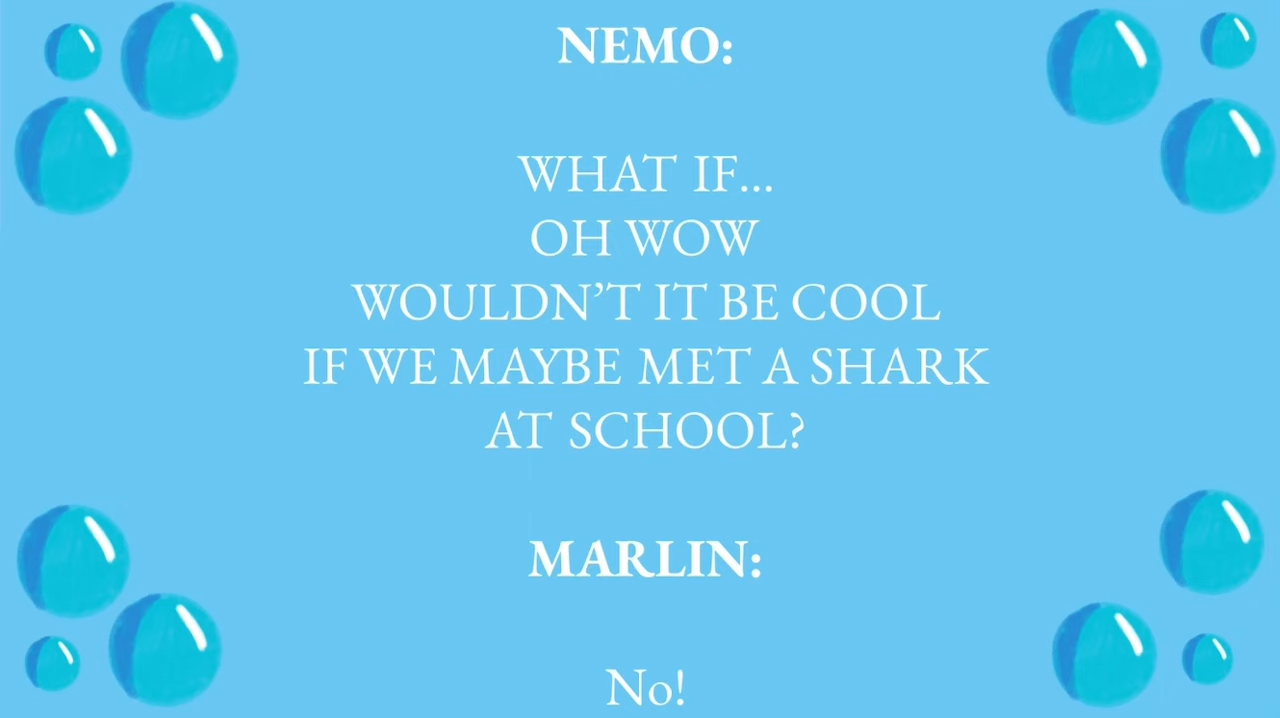 NEMO:
WHAT IF...
OH WOW
WOULDN’T IT BE COOL
IF WE MAYBE MET A SHARK
AT SCHOOL?
MARLIN:
No!